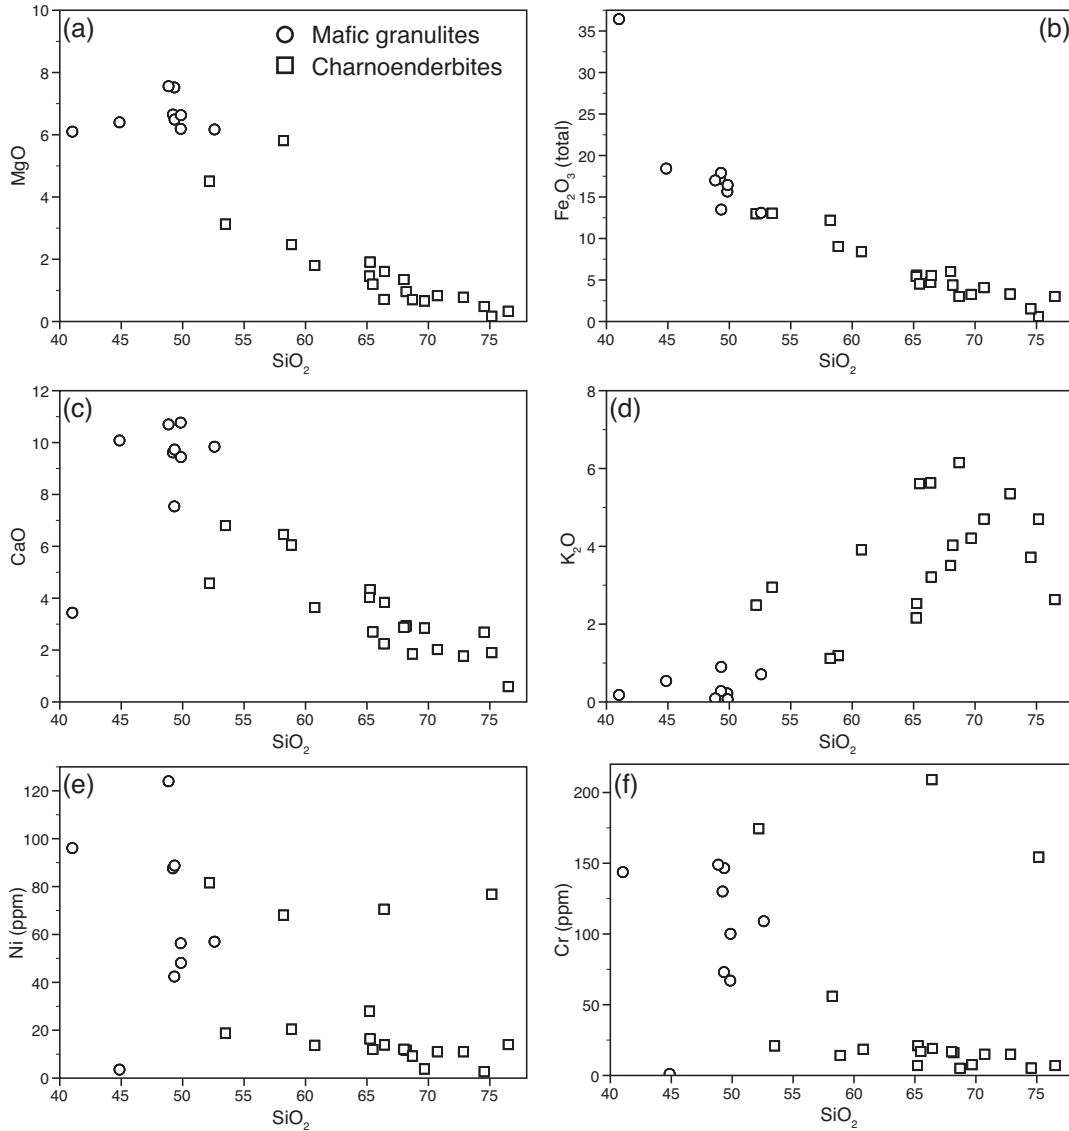 (a)
Mafic granulites
Charnoenderbites
10
8
6
4
2
0
MgO
40 45 50 55 60 65 70 75
SiO₂
(b)
35
30
25
20
15
10
5
0
Fe₂O₃ (total)
40 45 50 55 60 65 70 75
SiO₂
(c)
12
10
8
6
4
2
0
CaO
40 45 50 55 60 65 70 75
SiO₂
(d)
8
6
4
2
0
K₂O
40 45 50 55 60 65 70 75
SiO₂
(e)
120
100
80
60
40
20
0
Ni (ppm)
40 45 50 55 60 65 70 75
SiO₂
(f)
200
150
100
50
0
Cr (ppm)
40 45 50 55 60 65 70 75
SiO₂